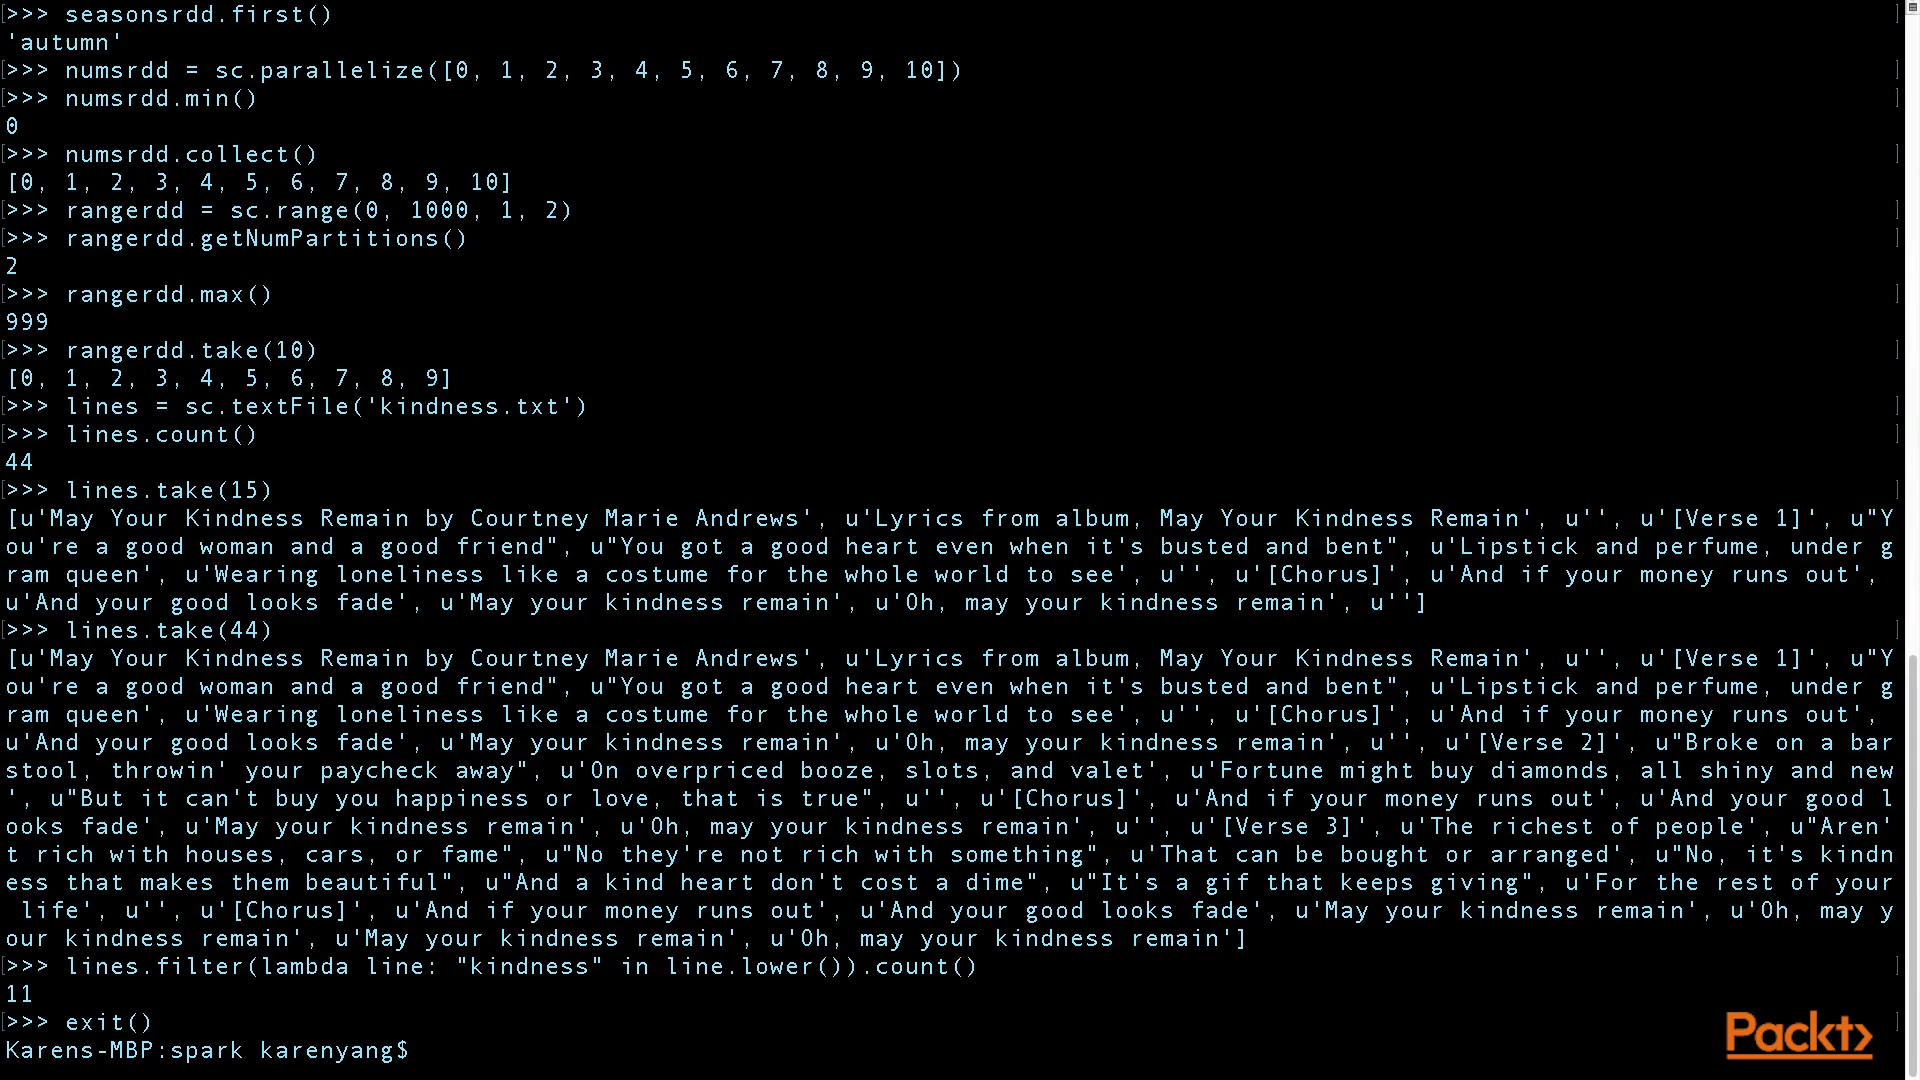 >>> seasonsrdd.first()
'autumn'
>>> numsrdd = sc.parallelize([0, 1, 2, 3, 4, 5, 6, 7, 8, 9, 10])
>>> numsrdd.min()
0
>>> numsrdd.collect()
[0, 1, 2, 3, 4, 5, 6, 7, 8, 9, 10]
>>> rangerdd = sc.range(0, 1000, 1, 2)
>>> rangerdd.getNumPartitions()
2
>>> rangerdd.max()
999
>>> rangerdd.take(10)
[0, 1, 2, 3, 4, 5, 6, 7, 8, 9]
>>> lines = sc.textFile('kindness.txt')
>>> lines.count()
44
>>> lines.take(15)
[u'May Your Kindness Remain by Courtney Marie Andrews', u'Lyrics from album, May Your Kindness Remain', u'', u'[Verse 1]', u"Y
ou're a good woman and a good friend", u"You got a good heart even when it's busted and bent", u'Lipstick and perfume, under g
ram queen', u'Wearing loneliness like a costume for the whole world to see', u'', u'[Chorus]', u'And if your money runs out',
u'And your good looks fade', u'May your kindness remain', u'Oh, may your kindness remain', u'']
>>> lines.take(44)
[u'May Your Kindness Remain by Courtney Marie Andrews', u'Lyrics from album, May Your Kindness Remain', u'', u'[Verse 1]', u"Y
ou're a good woman and a good friend", u"You got a good heart even when it's busted and bent", u'Lipstick and perfume, under g
ram queen', u'Wearing loneliness like a costume for the whole world to see', u'', u'[Chorus]', u'And if your money runs out',
u'And your good looks fade', u'May your kindness remain', u'Oh, may your kindness remain', u'', u'[Verse 2]', u"Broke on a bar
stool, throwin' your paycheck away", u'On overpriced booze, slots, and valet', u'Fortune might buy diamonds, all shiny and new
', u"But it can't buy you happiness or love, that is true", u'', u'[Chorus]', u'And if your money runs out', u'And your good l
ooks fade', u'May your kindness remain', u'Oh, may your kindness remain', u'', u'[Verse 3]', u'The richest of people', u"Aren'
t rich with houses, cars, or fame", u"No they're not rich with something", u'That can be bought or arranged', u"No, it's kindn
ess that makes them beautiful", u"And a kind heart don't cost a dime", u"It's a gif that keeps giving", u'For the rest of your
 life', u'', u'[Chorus]', u'And if your money runs out', u'And your good looks fade', u'May your kindness remain', u'Oh, may y
our kindness remain', u'May your kindness remain', u'Oh, may your kindness remain']
>>> lines.filter(lambda line: "kindness" in line.lower()).count()
11
>>> exit()
Karens-MBP:spark karenyang$
Packt>